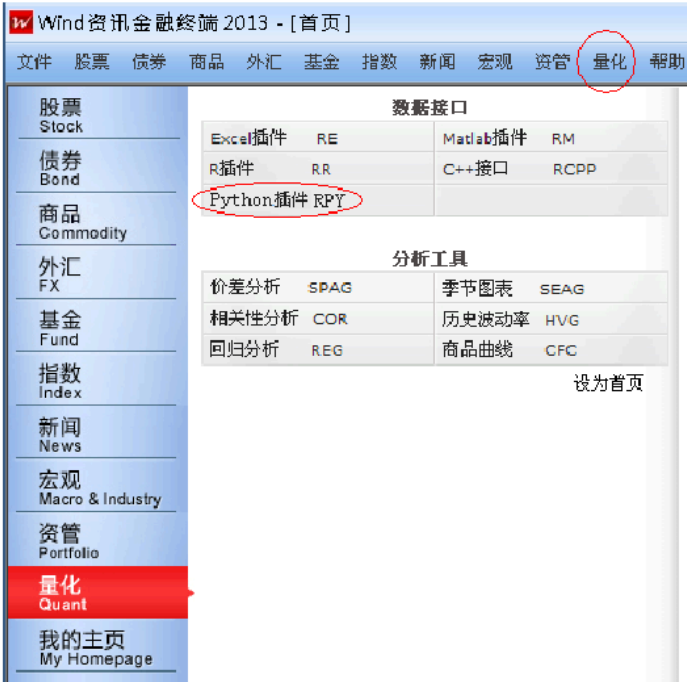 Wind资讯金融终端2013 - [首页]
文件 股票 债券 商品 外汇 基金 指数 新闻 宏观 资管 量化 帮助
股票
Stock
债券
Bond
商品
Commodity
外汇
FX
基金
Fund
指数
Index
新闻
News
宏观
Macro & Industry
资管
Portfolio
量化
Quant
我的主页
My Homepage
数据接口
Excel插件 RE Matlab插件 RM
R插件 RR C++接口 RCPP
Python插件 RPY
分析工具
价差分析 SPAG 季节图表 SEAG
相关性分析 COR 历史波动率 HVG
回归分析 REG 商品曲线 CFC
设为首页